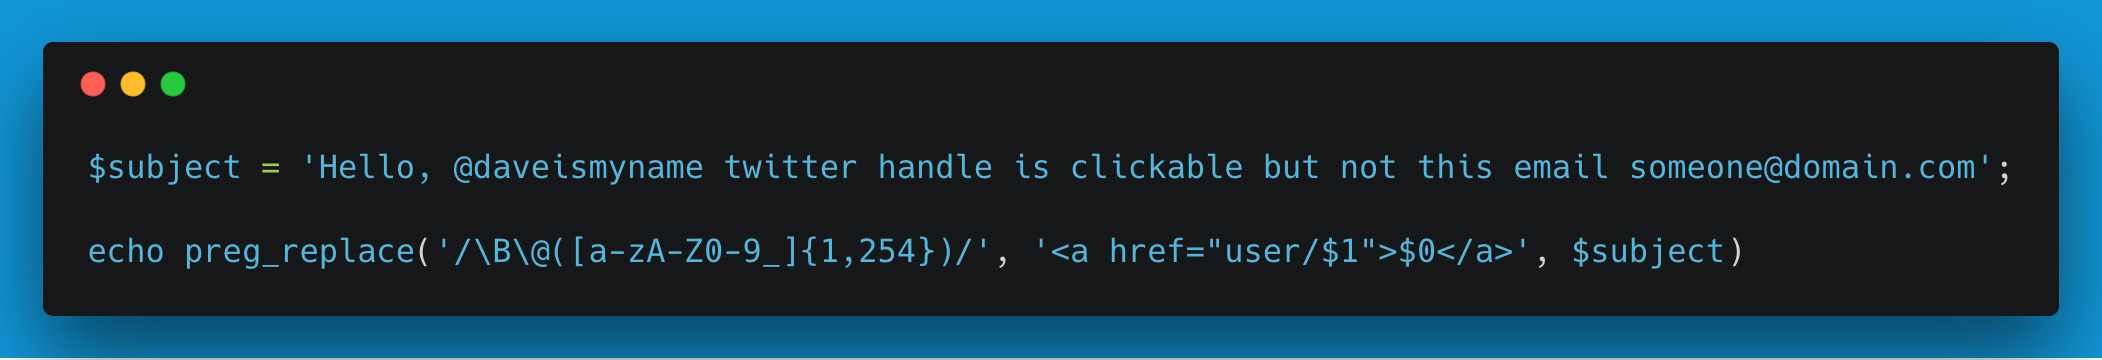 $subject = 'Hello, @daveismyname twitter handle is clickable but not this email someone@domain.com';
echo preg_replace('/\B\@([a-zA-Z0-9_]{1,254})/', '<a href="user/$1">$0</a>', $subject)